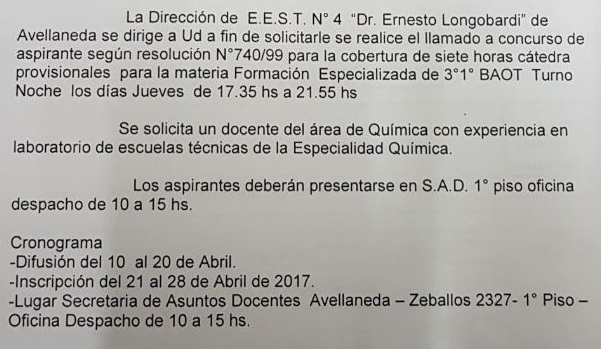 La Dirección de E.E.S.T. N° 4 “Dr. Ernesto Longobardi” de
Avellaneda se dirige a Ud a fin de solicitarle se realice el llamado a concurso de
aspirante según resolución N°740/99 para la cobertura de siete horas cátedra
provisionales para la materia Formación Especializada de 3°1° BAOT Turno
Noche los días Jueves de 17.35 hs a 21.55 hs
Se solicita un docente del área de Química con experiencia en
laboratorio de escuelas técnicas de la Especialidad Química.
Los aspirantes deberán presentarse en S.A.D. 1° piso oficina
despacho de 10 a 15 hs.
Cronograma
-Difusión del 10 al 20 de Abril.
-Inscripción del 21 al 28 de Abril de 2017.
-Lugar Secretaria de Asuntos Docentes Avellaneda – Zeballos 2327- 1° Piso –
Oficina Despacho de 10 a 15 hs.